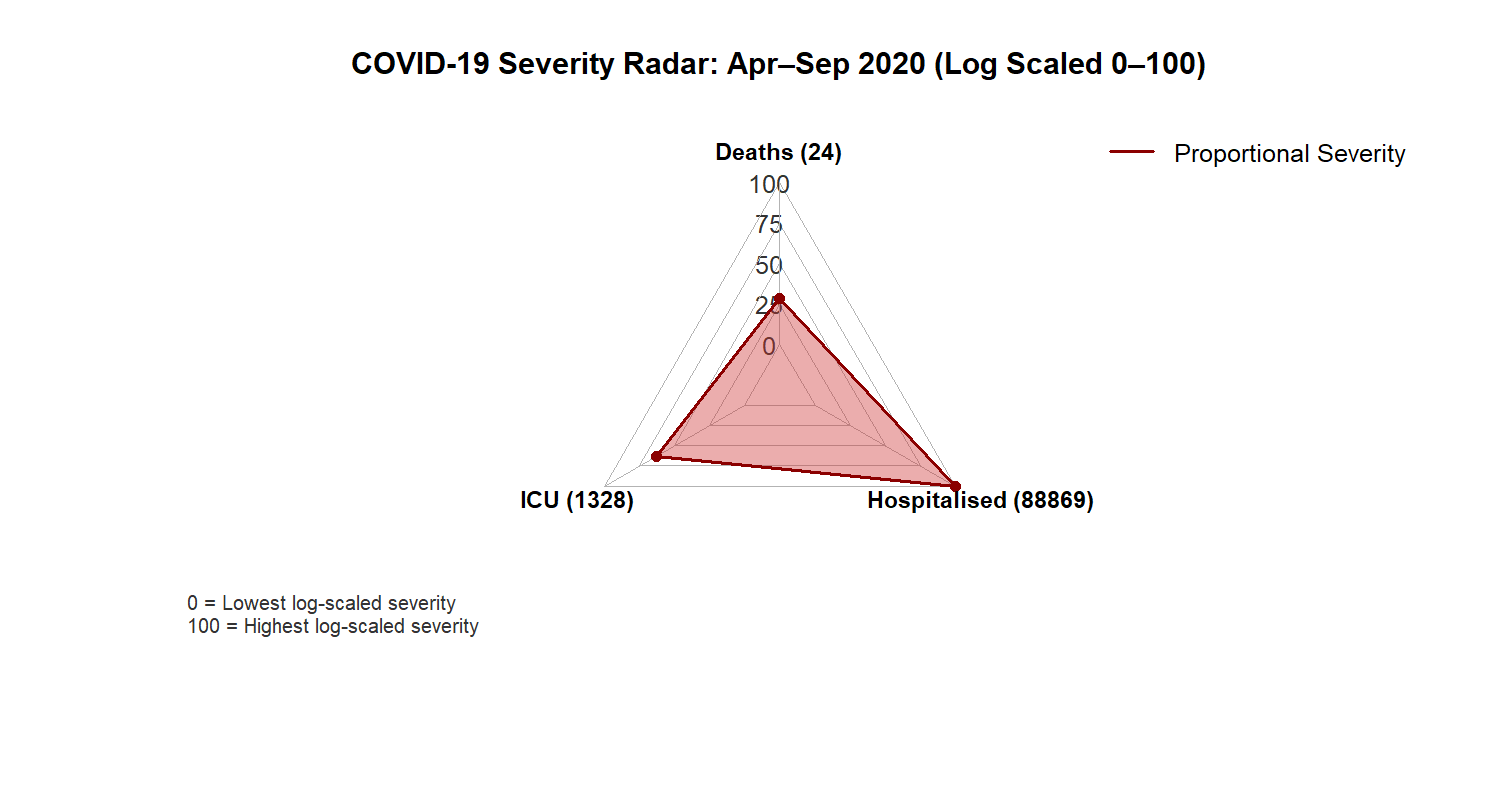 COVID-19 Severity Radar: Apr–Sep 2020 (Log Scaled 0–100)
Proportional Severity
Deaths (24)
100
75
50
25
0
ICU (1328)
Hospitalised (88869)
0 = Lowest log-scaled severity
100 = Highest log-scaled severity